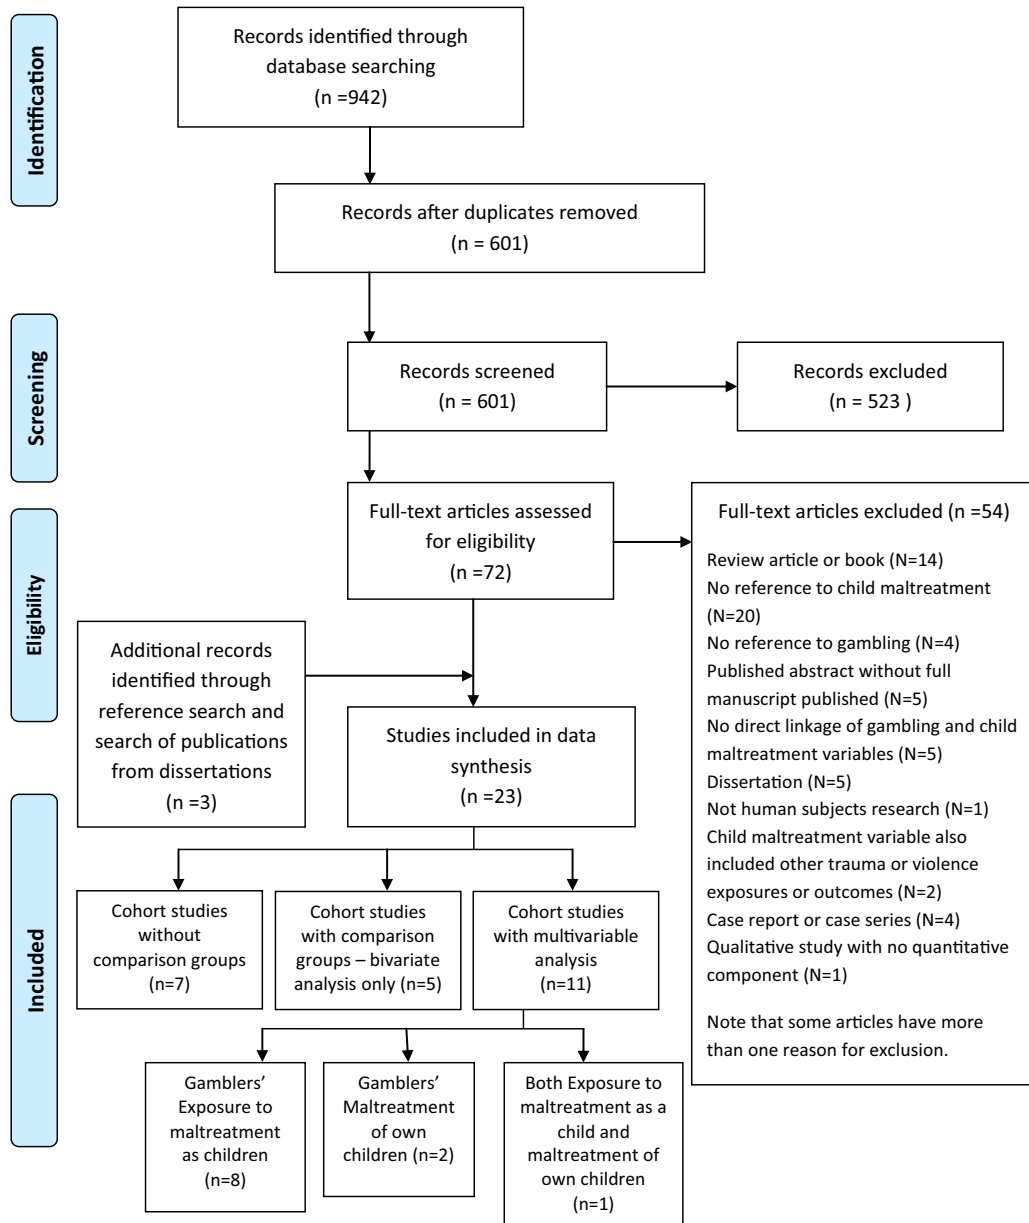 Identification
Records identified through
database searching
(n =942)
Records after duplicates removed
(n = 601)
Screening
Records screened
(n = 601)
Records excluded
(n = 523 )
Eligibility
Full-text articles assessed
for eligibility
(n =72)
Full-text articles excluded (n =54)
Review article or book (N=14)
No reference to child maltreatment
(N=20)
No reference to gambling (N=4)
Published abstract without full
manuscript published (N=5)
No direct linkage of gambling and child
maltreatment variables (N=5)
Dissertation (N=5)
Not human subjects research (N=1)
Child maltreatment variable also
included other trauma or violence
exposures or outcomes (N=2)
Case report or case series (N=4)
Qualitative study with no quantitative
component (N=1)
Note that some articles have more
than one reason for exclusion.
Additional records
identified through
reference search and
search of publications
from dissertations
(n =3)
Studies included in data
synthesis
(n =23)
Included
Cohort studies
without
comparison groups
(n=7)
Cohort studies
with comparison
groups – bivariate
analysis only (n=5)
Cohort studies
with multivariable
analysis
(n=11)
Gamblers’
Exposure to
maltreatment
as children
(n=8)
Gamblers’
Maltreatment
of own
children (n=2)
Both Exposure to
maltreatment as a
child and
maltreatment of
own children
(n=1)